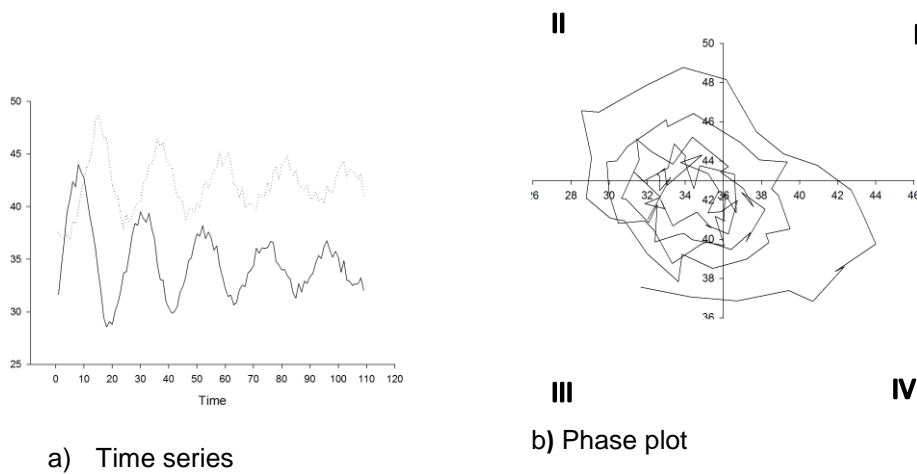 II
I
50
45
40
35
30
25
0 10 20 30 40 50 60 70 80 90 100 110 120
Time
50
48
46
44
42
40
38
36
26 28 30 32 34 36 38 40 42 44 46
III
IV
a) Time series
b) Phase plot